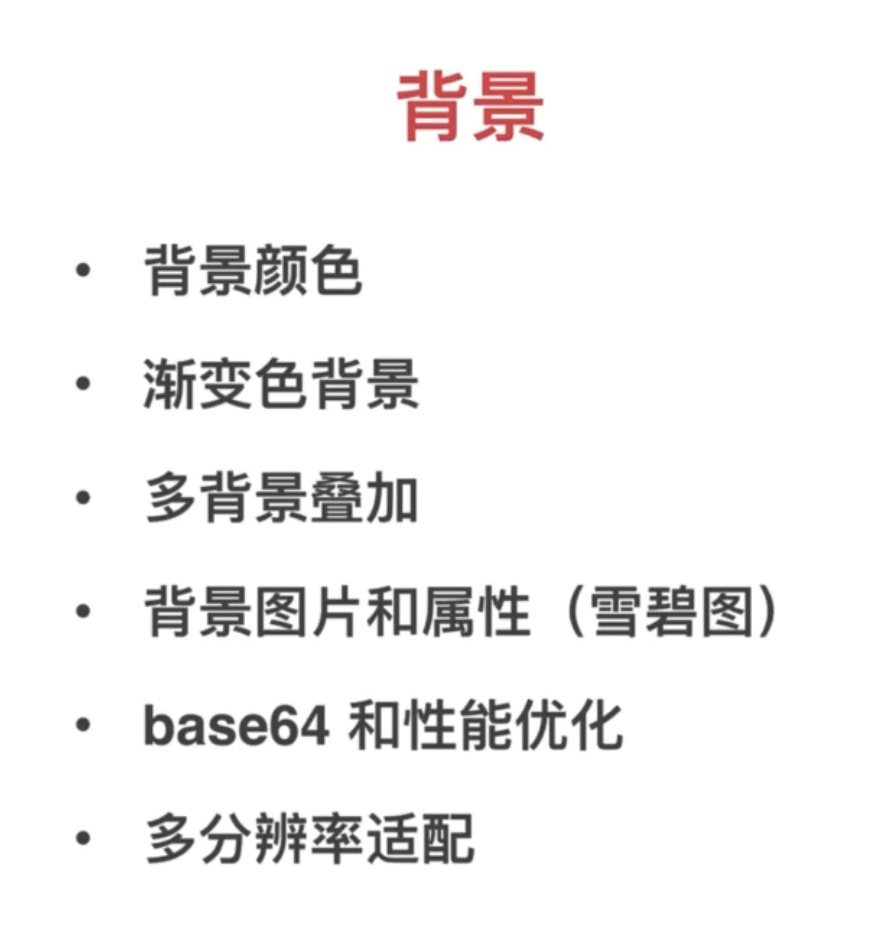 背景
• 背景颜色
• 渐变色背景
• 多背景叠加
• 背景图片和属性（雪碧图）
• base64 和性能优化
• 多分辨率适配